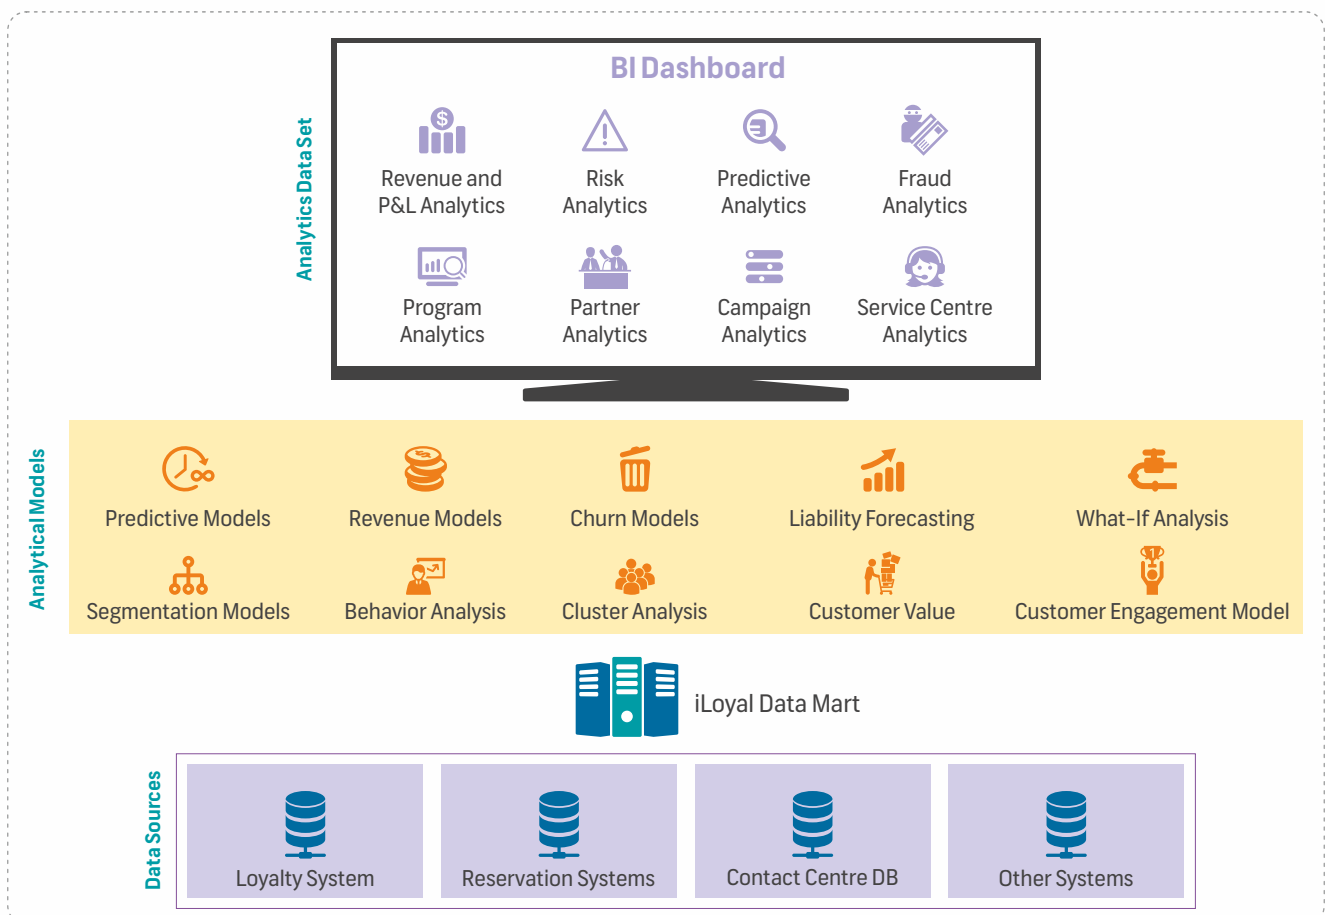 BI Dashboard
Analytics Data Set
Revenue and
P&L Analytics
Risk
Analytics
Predictive
Analytics
Fraud
Analytics
Program
Analytics
Partner
Analytics
Campaign
Analytics
Service Centre
Analytics
Analytical Models
Predictive Models
Revenue Models
Churn Models
Liability Forecasting
What-If Analysis
Segmentation Models
Behavior Analysis
Cluster Analysis
Customer Value
Customer Engagement Model
iLoyal Data Mart
Data Sources
Loyalty System
Reservation Systems
Contact Centre DB
Other Systems